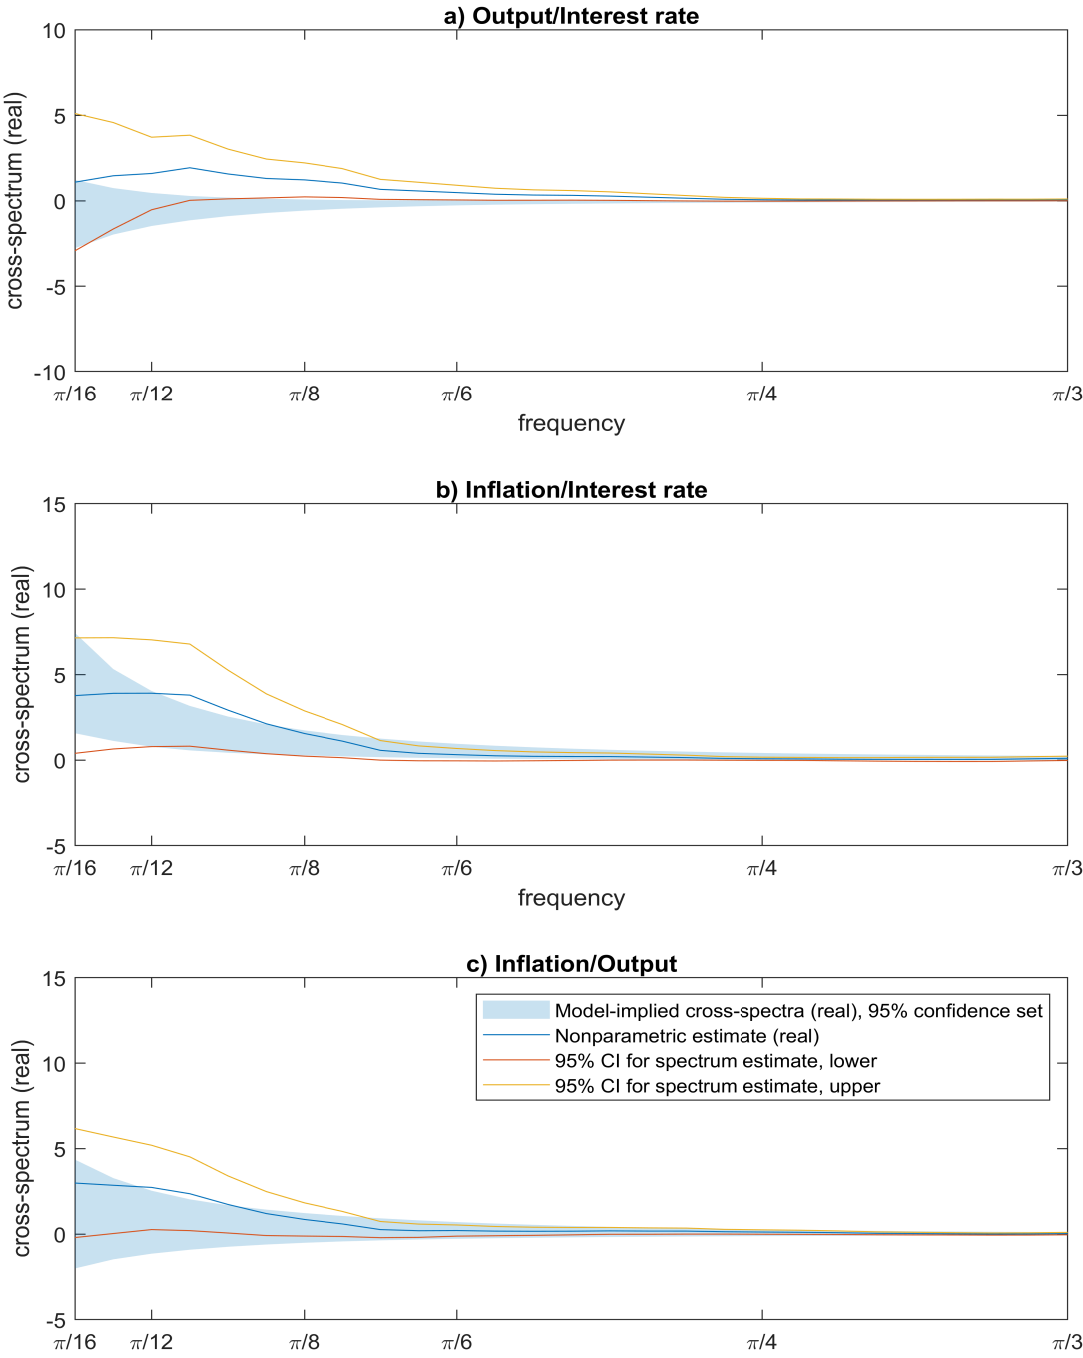 a) Output/Interest rate
10
5
0
-5
-10
cross-spectrum (real)
π/16 π/12 π/8 π/6 π/4 π/3
frequency
b) Inflation/Interest rate
15
10
5
0
-5
cross-spectrum (real)
π/16 π/12 π/8 π/6 π/4 π/3
frequency
c) Inflation/Output
15
10
5
0
-5
cross-spectrum (real)
Model-implied cross-spectra (real), 95% confidence set
Nonparametric estimate (real)
95% CI for spectrum estimate, lower
95% CI for spectrum estimate, upper
π/16 π/12 π/8 π/6 π/4 π/3